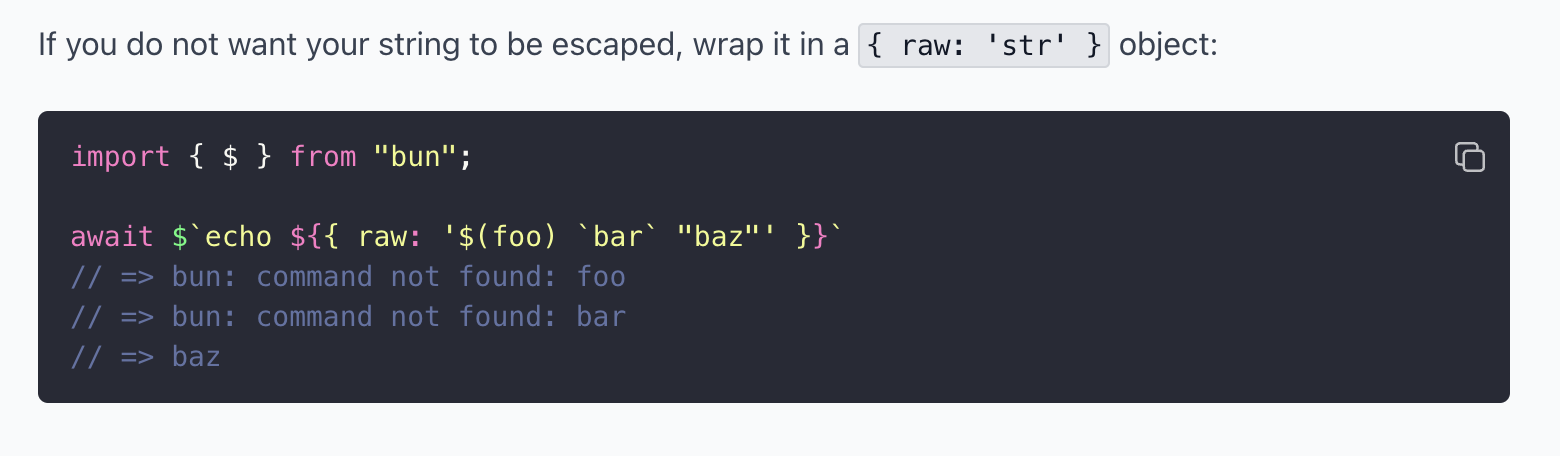 If you do not want your string to be escaped, wrap it in a { raw: 'str' } object:
import { $ } from "bun";
await $`echo ${{ raw: '$(foo) `bar` "baz"' }}`
// => bun: command not found: foo
// => bun: command not found: bar
// => baz